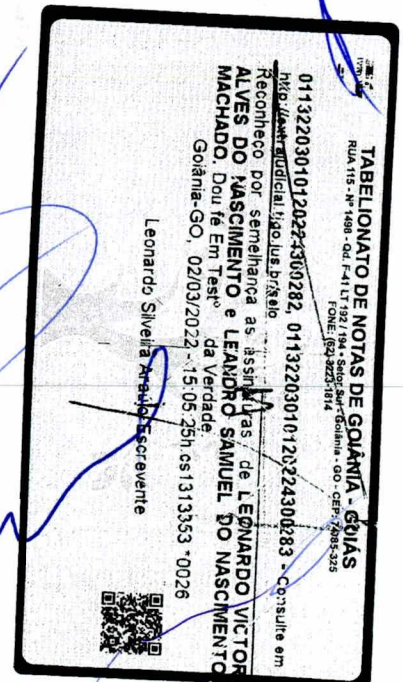 TABELIONATO DE NOTAS DE GOIÂNIA - GOIÁS
RUA 115 - Nº 1498 - Qd. F-41 LT 192 / 194 - Setor Sul - Goiânia - GO - CEP: 74085-325
FONE: (62) 3223-1814
01132203010120224300282, 01132203010120224300283 - Consulte em
http://extrajudicial.tjgo.jus.br/selo
Reconheço por semelhança as assinaturas de LEONARDO VICTOR
ALVES DO NASCIMENTO e LEANDRO SAMUEL DO NASCIMENTO
MACHADO. Dou fé Em Testº da Verdade.
Goiânia-GO, 02/03/2022 - 15:05:25h.cs1313353 *0026
Leonardo Silveira Araújo Escrevente